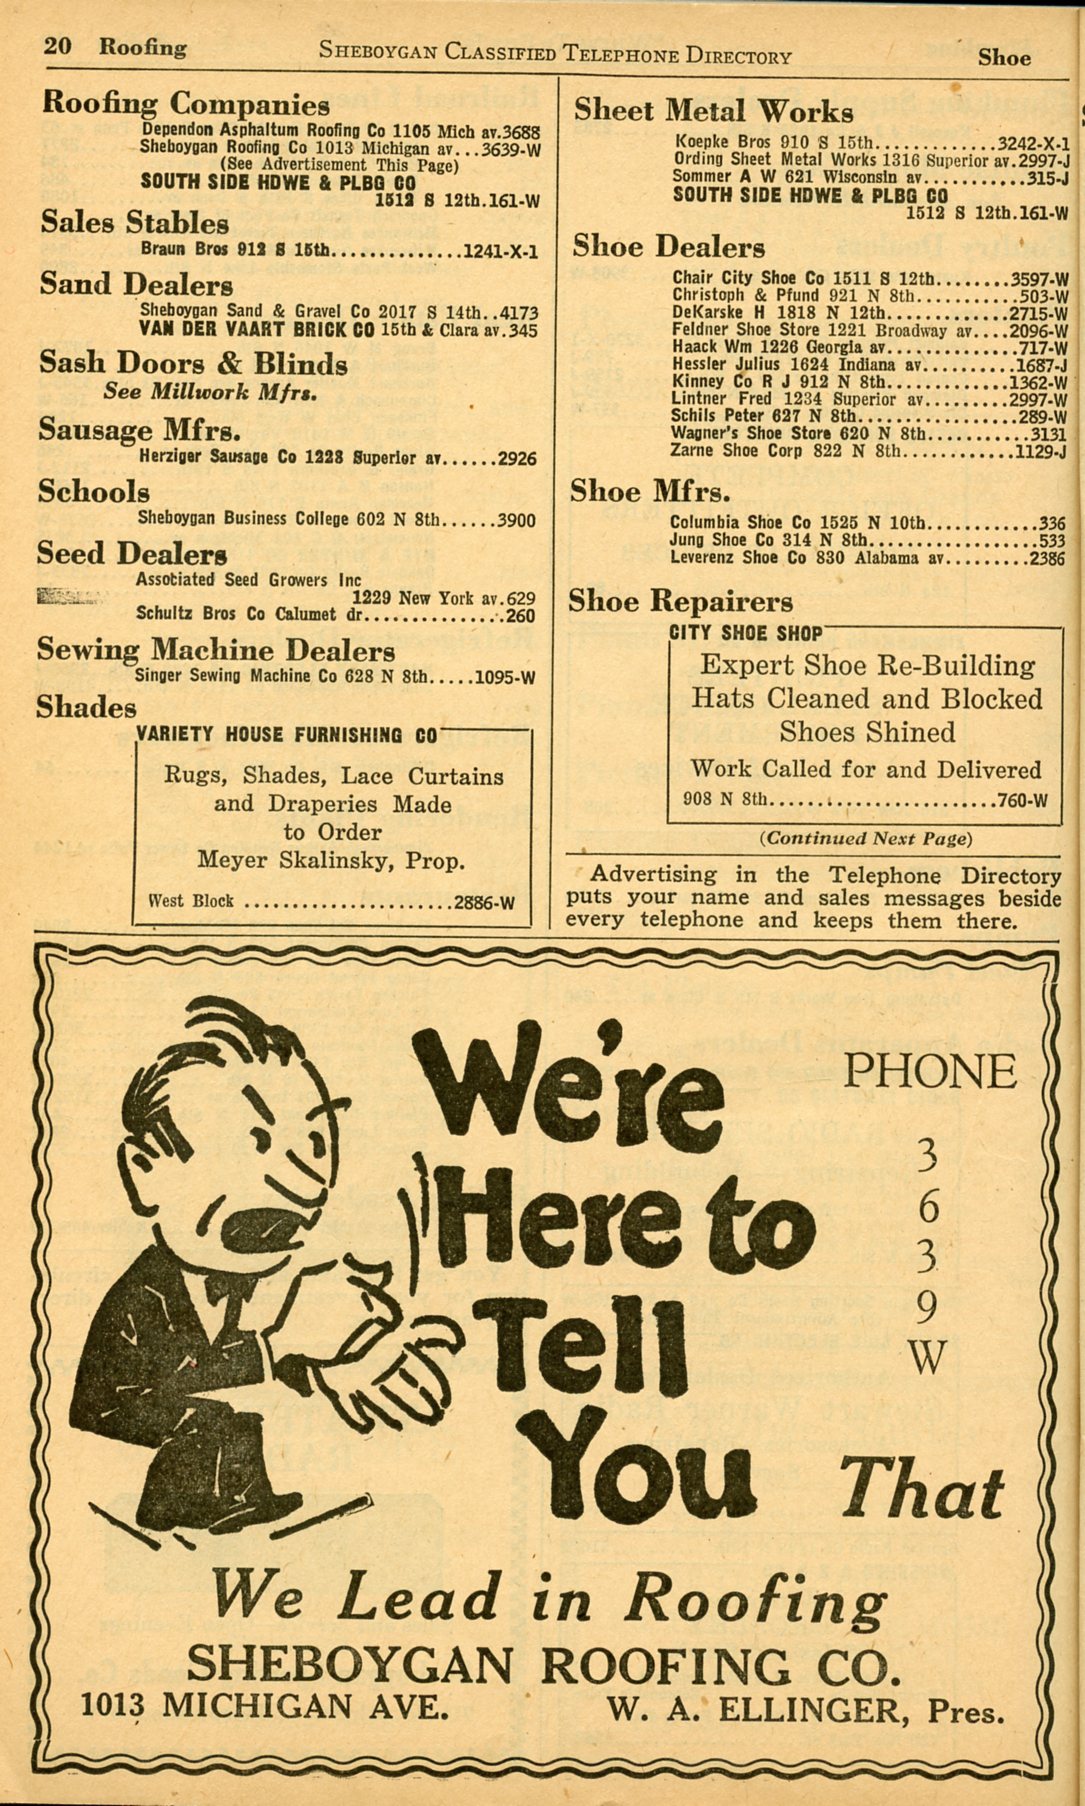 20 Roofing
SHEBOYGAN CLASSIFIED TELEPHONE DIRECTORY
Shoe
Roofing Companies
Dependon Asphaltum Roofing Co 1105 Mich av.3688
Sheboygan Roofing Co 1013 Michigan av...3639-W
(See Advertisement This Page)
SOUTH SIDE HDWE & PLBG CO
1512 S 12th.161-W
Sales Stables
Braun Bros 912 S 15th..............1241-X-1
Sand Dealers
Sheboygan Sand & Gravel Co 2017 S 14th..4173
VAN DER VAART BRICK CO 15th & Clara av.345
Sash Doors & Blinds
See Millwork Mfrs.
Sausage Mfrs.
Herziger Sausage Co 1228 Superior av......2926
Schools
Sheboygan Business College 602 N 8th......3900
Seed Dealers
Associated Seed Growers Inc
1229 New York av.629
Schultz Bros Co Calumet dr...............260
Sewing Machine Dealers
Singer Sewing Machine Co 628 N 8th.....1095-W
Shades
VARIETY HOUSE FURNISHING CO
Rugs, Shades, Lace Curtains
and Draperies Made
to Order
Meyer Skalinsky, Prop.
West Block ......................2886-W
Sheet Metal Works
Koepke Bros 910 S 15th.............3242-X-1
Ording Sheet Metal Works 1316 Superior av.2997-J
Sommer A W 621 Wisconsin av...........315-J
SOUTH SIDE HDWE & PLBG CO
1512 S 12th.161-W
Shoe Dealers
Chair City Shoe Co 1511 S 12th........3597-W
Christoph & Pfund 921 N 8th...........503-W
DeKarske H 1818 N 12th.............2715-W
Feldner Shoe Store 1221 Broadway av....2096-W
Haack Wm 1226 Georgia av..............717-W
Hessler Julius 1624 Indiana av..........1687-J
Kinney Co R J 912 N 8th.............1362-W
Lintner Fred 1234 Superior av.........2997-W
Schils Peter 627 N 8th.................289-W
Wagner's Shoe Store 620 N 8th...........3131
Zarne Shoe Corp 822 N 8th............1129-J
Shoe Mfrs.
Columbia Shoe Co 1525 N 10th............336
Jung Shoe Co 314 N 8th..................533
Leverenz Shoe Co 830 Alabama av.........2386
Shoe Repairers
CITY SHOE SHOP
Expert Shoe Re-Building
Hats Cleaned and Blocked
Shoes Shined
Work Called for and Delivered
908 N 8th.........................760-W
(Continued Next Page)
Advertising in the Telephone Directory
puts your name and sales messages beside
every telephone and keeps them there.
We're
Here to
Tell
You That
PHONE
3
6
3
9
W
We Lead in Roofing
SHEBOYGAN ROOFING CO.
1013 MICHIGAN AVE. W. A. ELLINGER, Pres.